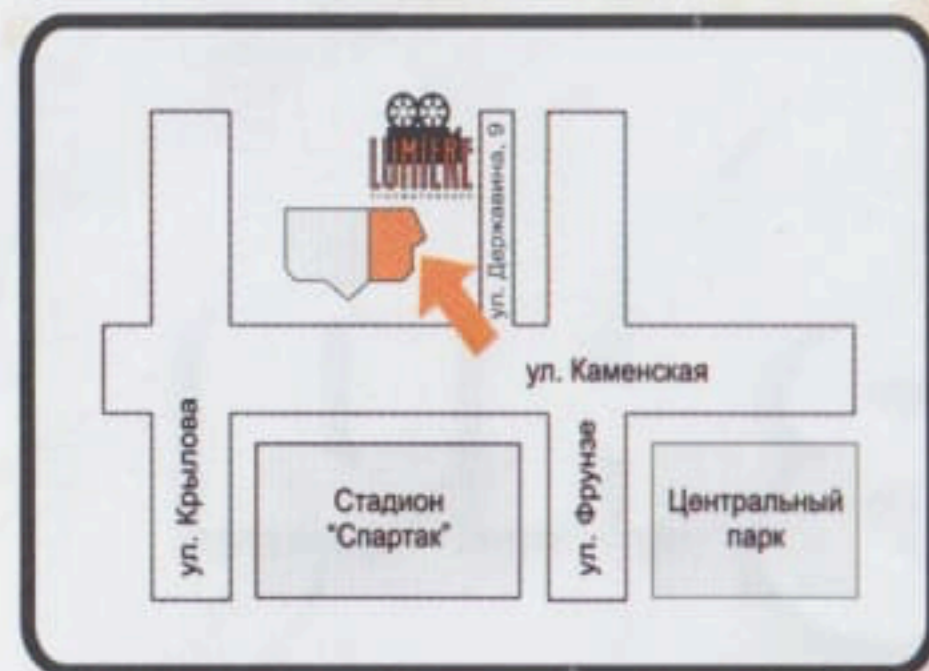 LUMIERE
ул. Державина, 9
ул. Каменская
ул. Крылова
Стадион
"Спартак"
ул. Фрунзе
Центральный
парк